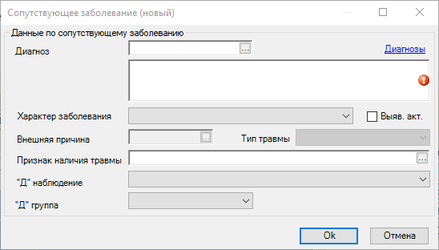 Сопутствующее заболевание (новый)
Данные по сопутствующему заболеванию
Диагноз ... Диагнозы
Характер заболевания Выяв. акт.
Внешняя причина Тип травмы
Признак наличия травмы ...
"Д" наблюдение
"Д" группа
Ok Отмена